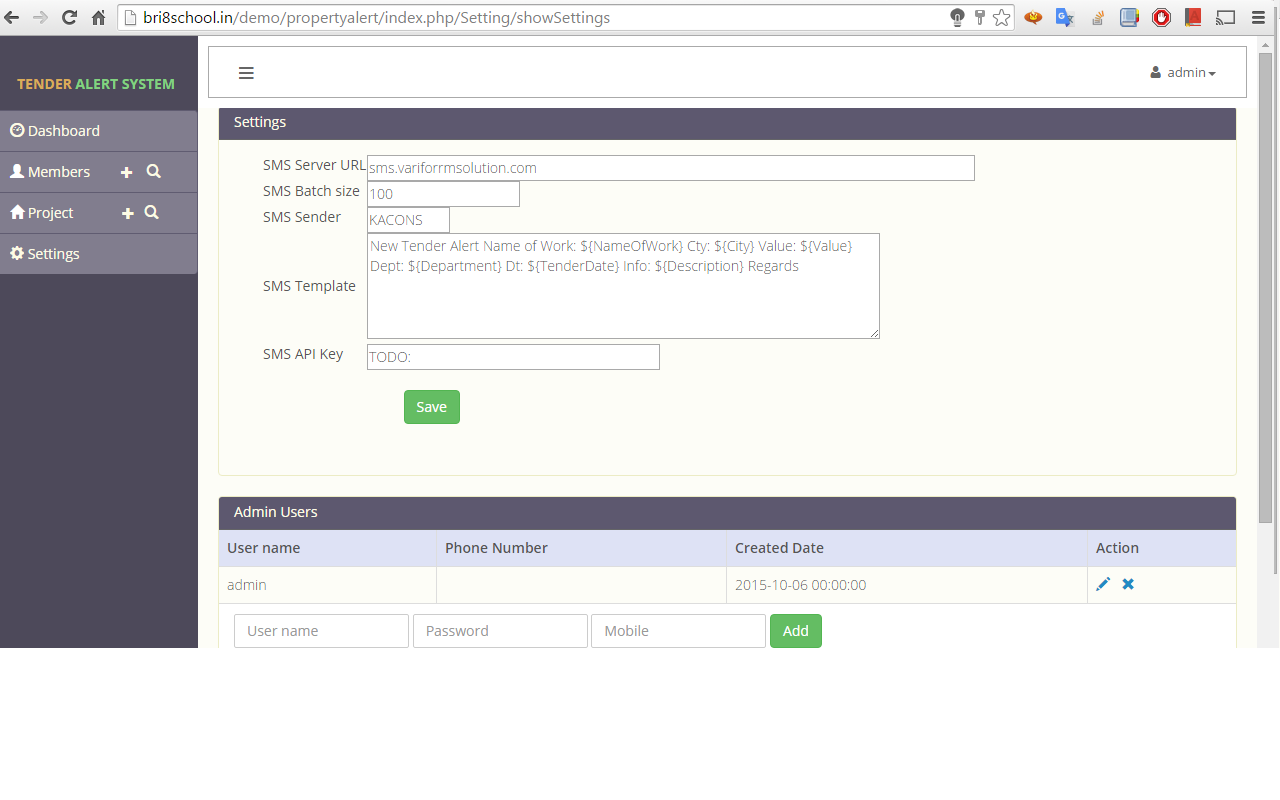 bri8school.in/demo/propertyalert/index.php/Setting/showSettings
TENDER ALERT SYSTEM
admin
Dashboard
Members
Project
Settings
Settings
SMS Server URL sms.variforrmsolution.com
SMS Batch size 100
SMS Sender KACONS
SMS Template
New Tender Alert Name of Work: ${NameOfWork} Cty: ${City} Value: ${Value}
Dept: ${Department} Dt: ${TenderDate} Info: ${Description} Regards
SMS API Key TODO:
Save
Admin Users
User name Phone Number Created Date Action
admin 2015-10-06 00:00:00
User name Password Mobile Add